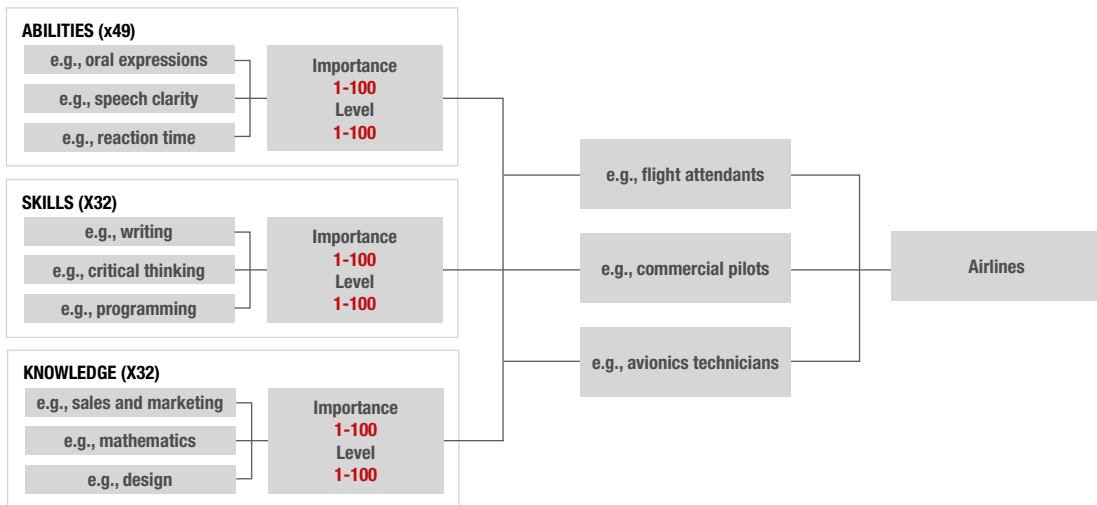 ABILITIES (x49)
e.g., oral expressions
e.g., speech clarity
e.g., reaction time
Importance
1-100
Level
1-100
SKILLS (X32)
e.g., writing
e.g., critical thinking
e.g., programming
Importance
1-100
Level
1-100
KNOWLEDGE (X32)
e.g., sales and marketing
e.g., mathematics
e.g., design
Importance
1-100
Level
1-100
e.g., flight attendants
e.g., commercial pilots
e.g., avionics technicians
Airlines